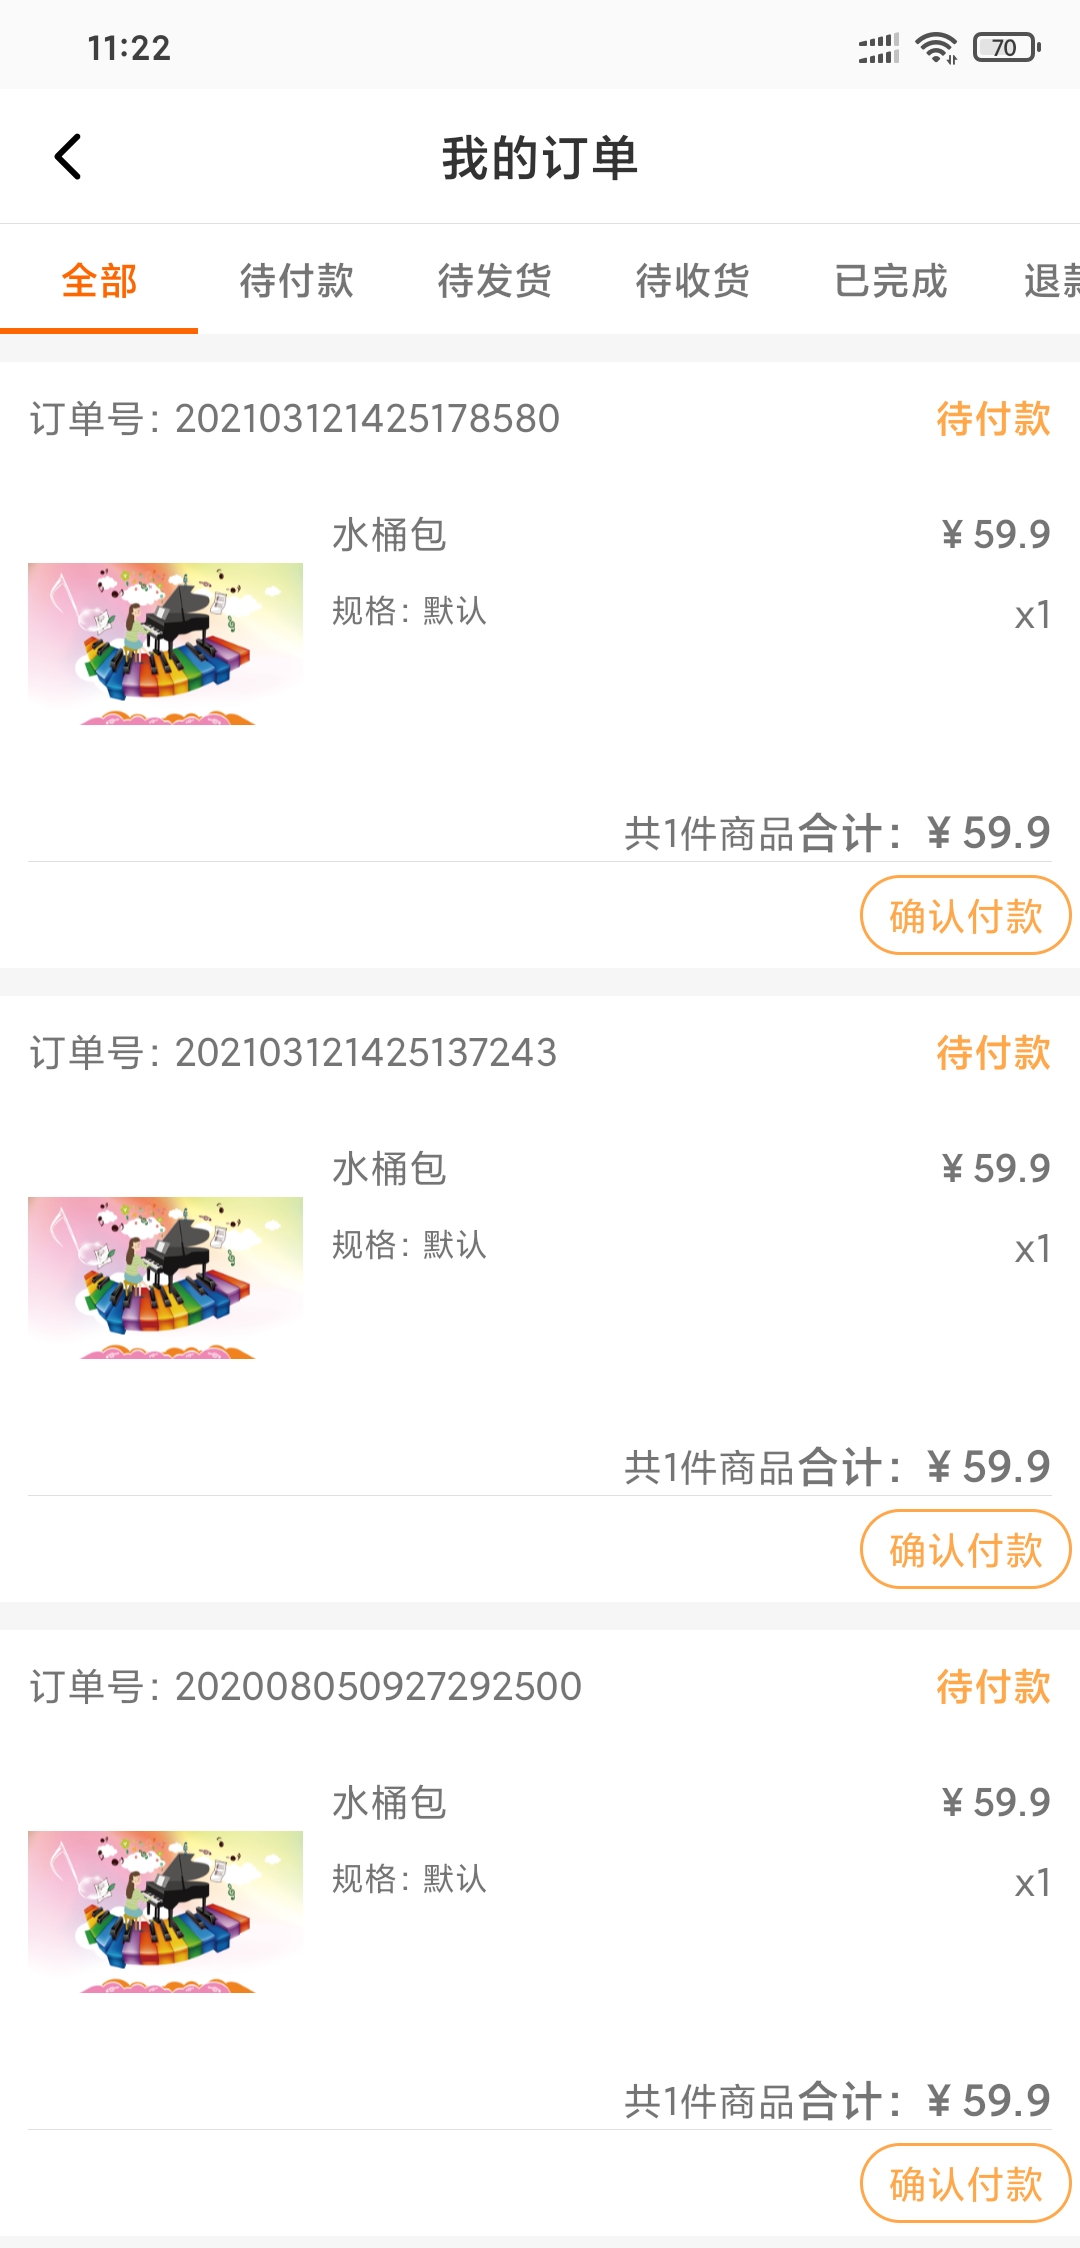 11:22
70
我的订单
全部 待付款 待发货 待收货 已完成 退款
订单号: 202103121425178580 待付款
水桶包 ¥ 59.9
规格: 默认 x1
共1件商品合计: ¥ 59.9
确认付款
订单号: 202103121425137243 待付款
水桶包 ¥ 59.9
规格: 默认 x1
共1件商品合计: ¥ 59.9
确认付款
订单号: 202008050927292500 待付款
水桶包 ¥ 59.9
规格: 默认 x1
共1件商品合计: ¥ 59.9
确认付款